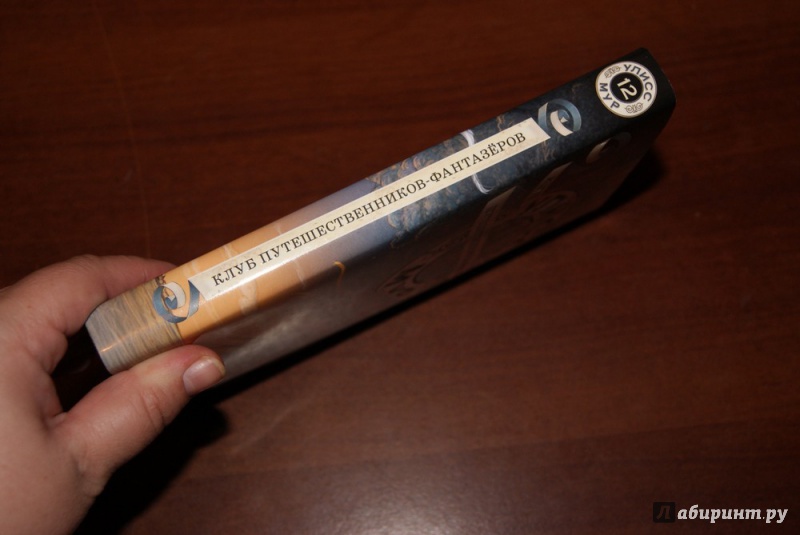 КЛУБ ПУТЕШЕСТВЕННИКОВ-ФАНТАЗЁРОВ
УЛИСС
12
МУР
Лабиринт.ру